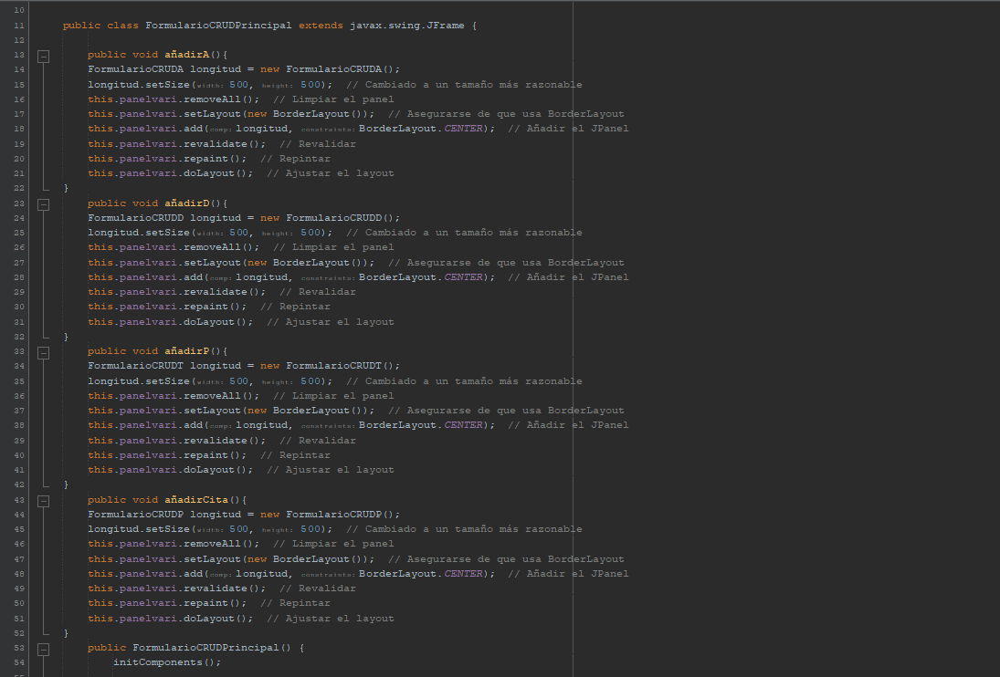 10
11 public class FormularioCRUDPrincipal extends javax.swing.JFrame {
12
13 public void añadirA(){
14 FormularioCRUDA longitud = new FormularioCRUDA();
15 longitud.setSize(width: 500, height: 500); // Cambiado a un tamaño más razonable
16 this.panelvari.removeAll(); // Limpiar el panel
17 this.panelvari.setLayout(new BorderLayout()); // Asegurarse de que usa BorderLayout
18 this.panelvari.add(comp: longitud, constraints: BorderLayout.CENTER); // Añadir el JPanel
19 this.panelvari.revalidate(); // Revalidar
20 this.panelvari.repaint(); // Repintar
21 this.panelvari.doLayout(); // Ajustar el layout
22 }
23 public void añadirD(){
24 FormularioCRUDD longitud = new FormularioCRUDD();
25 longitud.setSize(width: 500, height: 500); // Cambiado a un tamaño más razonable
26 this.panelvari.removeAll(); // Limpiar el panel
27 this.panelvari.setLayout(new BorderLayout()); // Asegurarse de que usa BorderLayout
28 this.panelvari.add(comp: longitud, constraints: BorderLayout.CENTER); // Añadir el JPanel
29 this.panelvari.revalidate(); // Revalidar
30 this.panelvari.repaint(); // Repintar
31 this.panelvari.doLayout(); // Ajustar el layout
32 }
33 public void añadirP(){
34 FormularioCRUDT longitud = new FormularioCRUDT();
35 longitud.setSize(width: 500, height: 500); // Cambiado a un tamaño más razonable
36 this.panelvari.removeAll(); // Limpiar el panel
37 this.panelvari.setLayout(new BorderLayout()); // Asegurarse de que usa BorderLayout
38 this.panelvari.add(comp: longitud, constraints: BorderLayout.CENTER); // Añadir el JPanel
39 this.panelvari.revalidate(); // Revalidar
40 this.panelvari.repaint(); // Repintar
41 this.panelvari.doLayout(); // Ajustar el layout
42 }
43 public void añadirCita(){
44 FormularioCRUDP longitud = new FormularioCRUDP();
45 longitud.setSize(width: 500, height: 500); // Cambiado a un tamaño más razonable
46 this.panelvari.removeAll(); // Limpiar el panel
47 this.panelvari.setLayout(new BorderLayout()); // Asegurarse de que usa BorderLayout
48 this.panelvari.add(comp: longitud, constraints: BorderLayout.CENTER); // Añadir el JPanel
49 this.panelvari.revalidate(); // Revalidar
50 this.panelvari.repaint(); // Repintar
51 this.panelvari.doLayout(); // Ajustar el layout
52 }
53 public FormularioCRUDPrincipal() {
54 initComponents();